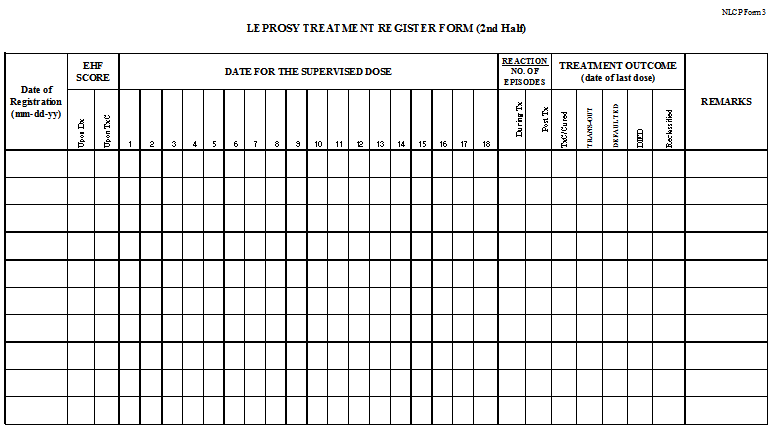 NLCP Form 3
LEPROSY TREATMENT REGISTER FORM (2nd Half)
Date of
Registration
(mm-dd-yy)
EHF
SCORE
Upon Dx
Upon TxC
DATE FOR THE SUPERVISED DOSE
1 2 3 4 5 6 7 8 9 10 11 12 13 14 15 16 17 18
REACTION
NO. OF
EPISODES
During Tx
Post Tx
TREATMENT OUTCOME
(date of last dose)
TxC/Cured
TRANS-OUT
DEFAULTED
DIED
Reclassified
REMARKS